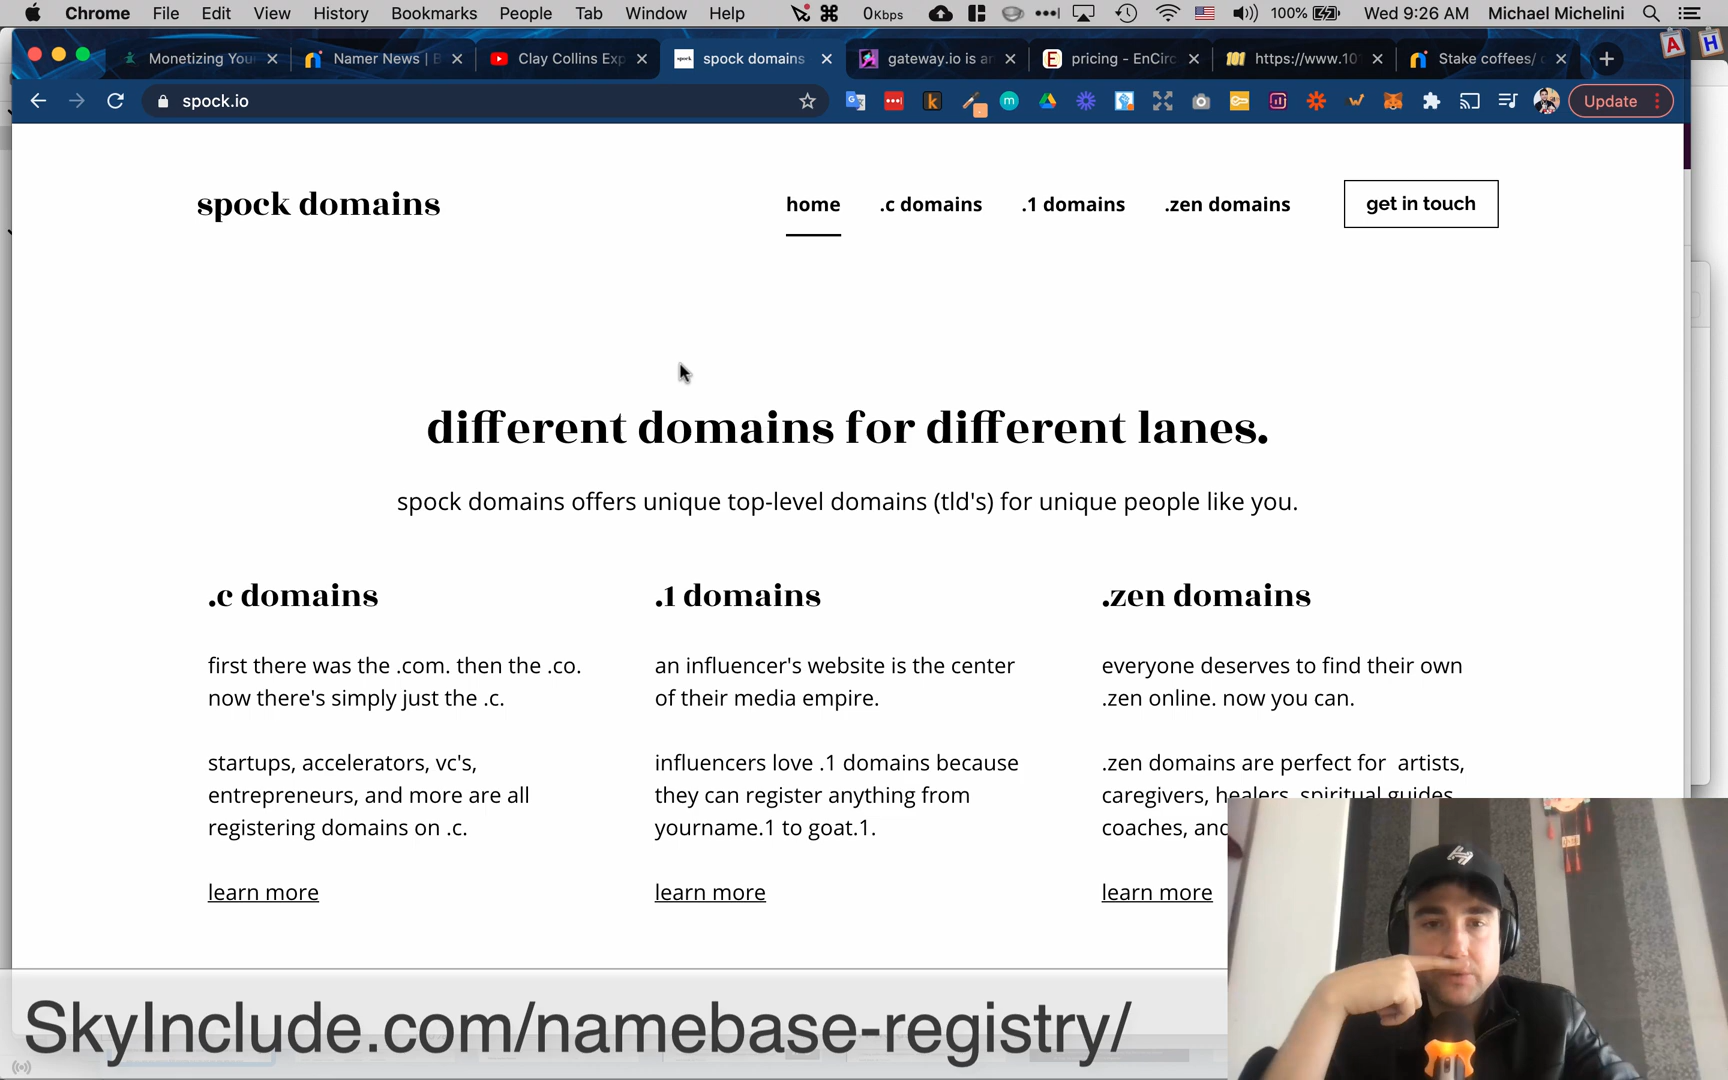 Chrome File Edit View History Bookmarks People Tab Window Help 0Kbps 100% Wed 9:26 AM Michael Michelini
Monetizing You Namer News | B Clay Collins Exp spock domains gateway.io is an pricing - EnCirc https://www.101 Stake coffees/
spock.io Update
spock domains home .c domains .1 domains .zen domains get in touch
different domains for different lanes.
spock domains offers unique top-level domains (tld's) for unique people like you.
.c domains
first there was the .com. then the .co.
now there's simply just the .c.
startups, accelerators, vc's,
entrepreneurs, and more are all
registering domains on .c.
learn more
.1 domains
an influencer's website is the center
of their media empire.
influencers love .1 domains because
they can register anything from
yourname.1 to goat.1.
learn more
.zen domains
everyone deserves to find their own
.zen online. now you can.
.zen domains are perfect for artists,
caregivers, healers, spiritual guides,
coaches, and
learn more
SkyInclude.com/namebase-registry/